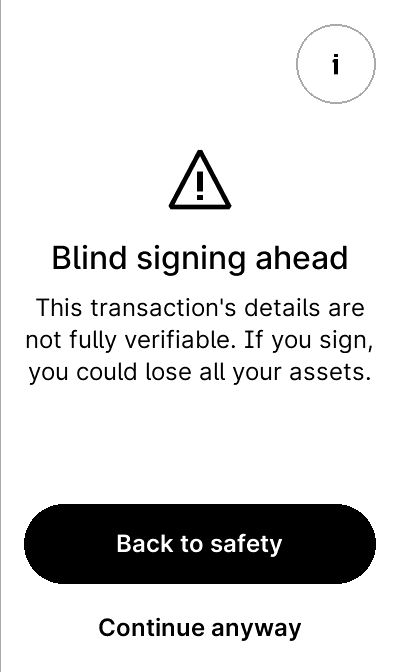 i
Blind signing ahead
This transaction's details are
not fully verifiable. If you sign,
you could lose all your assets.
Back to safety
Continue anyway